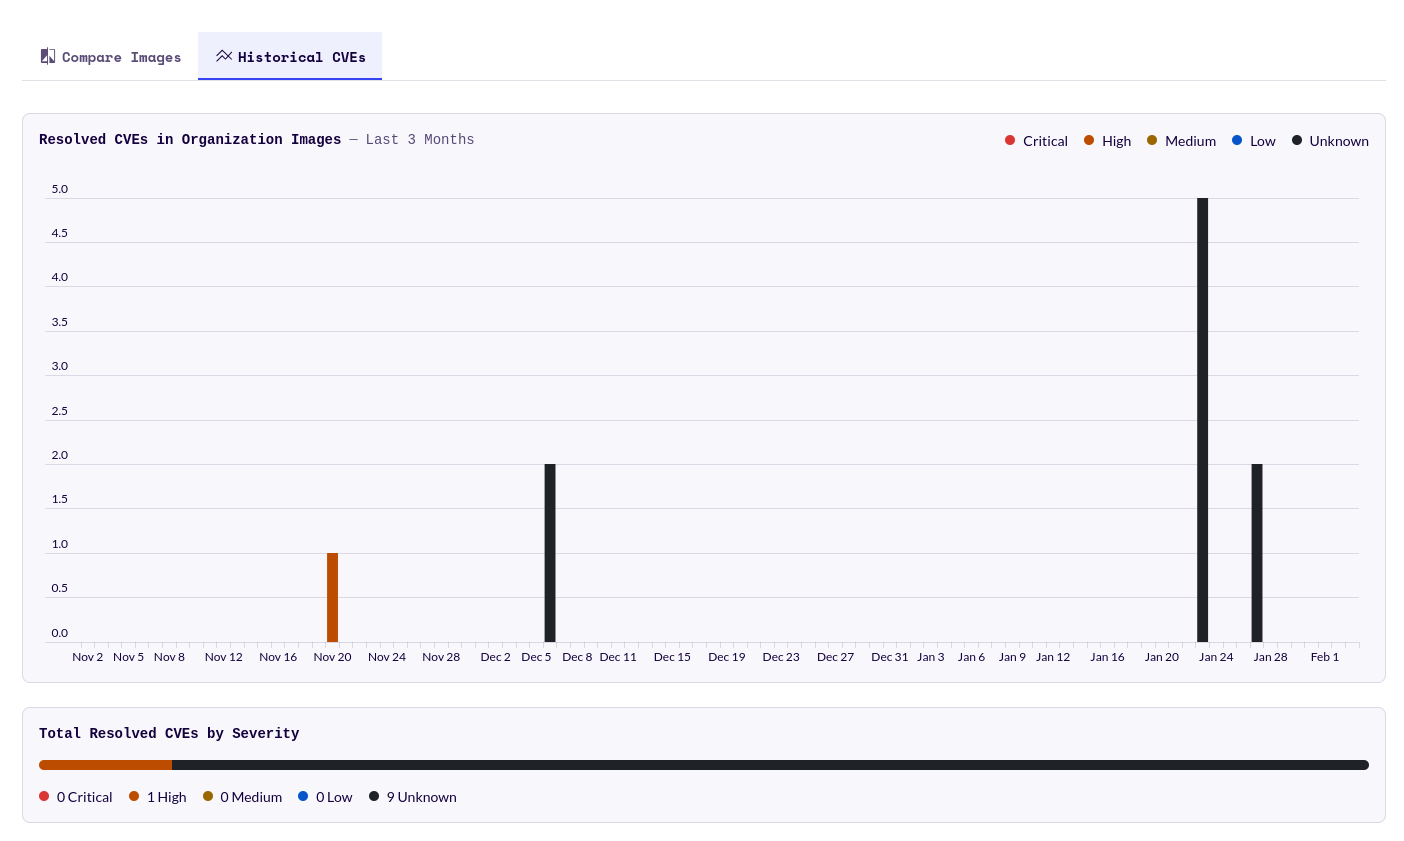 Compare Images Historical CVEs
Resolved CVEs in Organization Images — Last 3 Months
Critical High Medium Low Unknown
5.0
4.5
4.0
3.5
3.0
2.5
2.0
1.5
1.0
0.5
0.0
Nov 2 Nov 5 Nov 8 Nov 12 Nov 16 Nov 20 Nov 24 Nov 28 Dec 2 Dec 5 Dec 8 Dec 11 Dec 15 Dec 19 Dec 23 Dec 27 Dec 31 Jan 3 Jan 6 Jan 9 Jan 12 Jan 16 Jan 20 Jan 24 Jan 28 Feb 1
Total Resolved CVEs by Severity
0 Critical 1 High 0 Medium 0 Low 9 Unknown